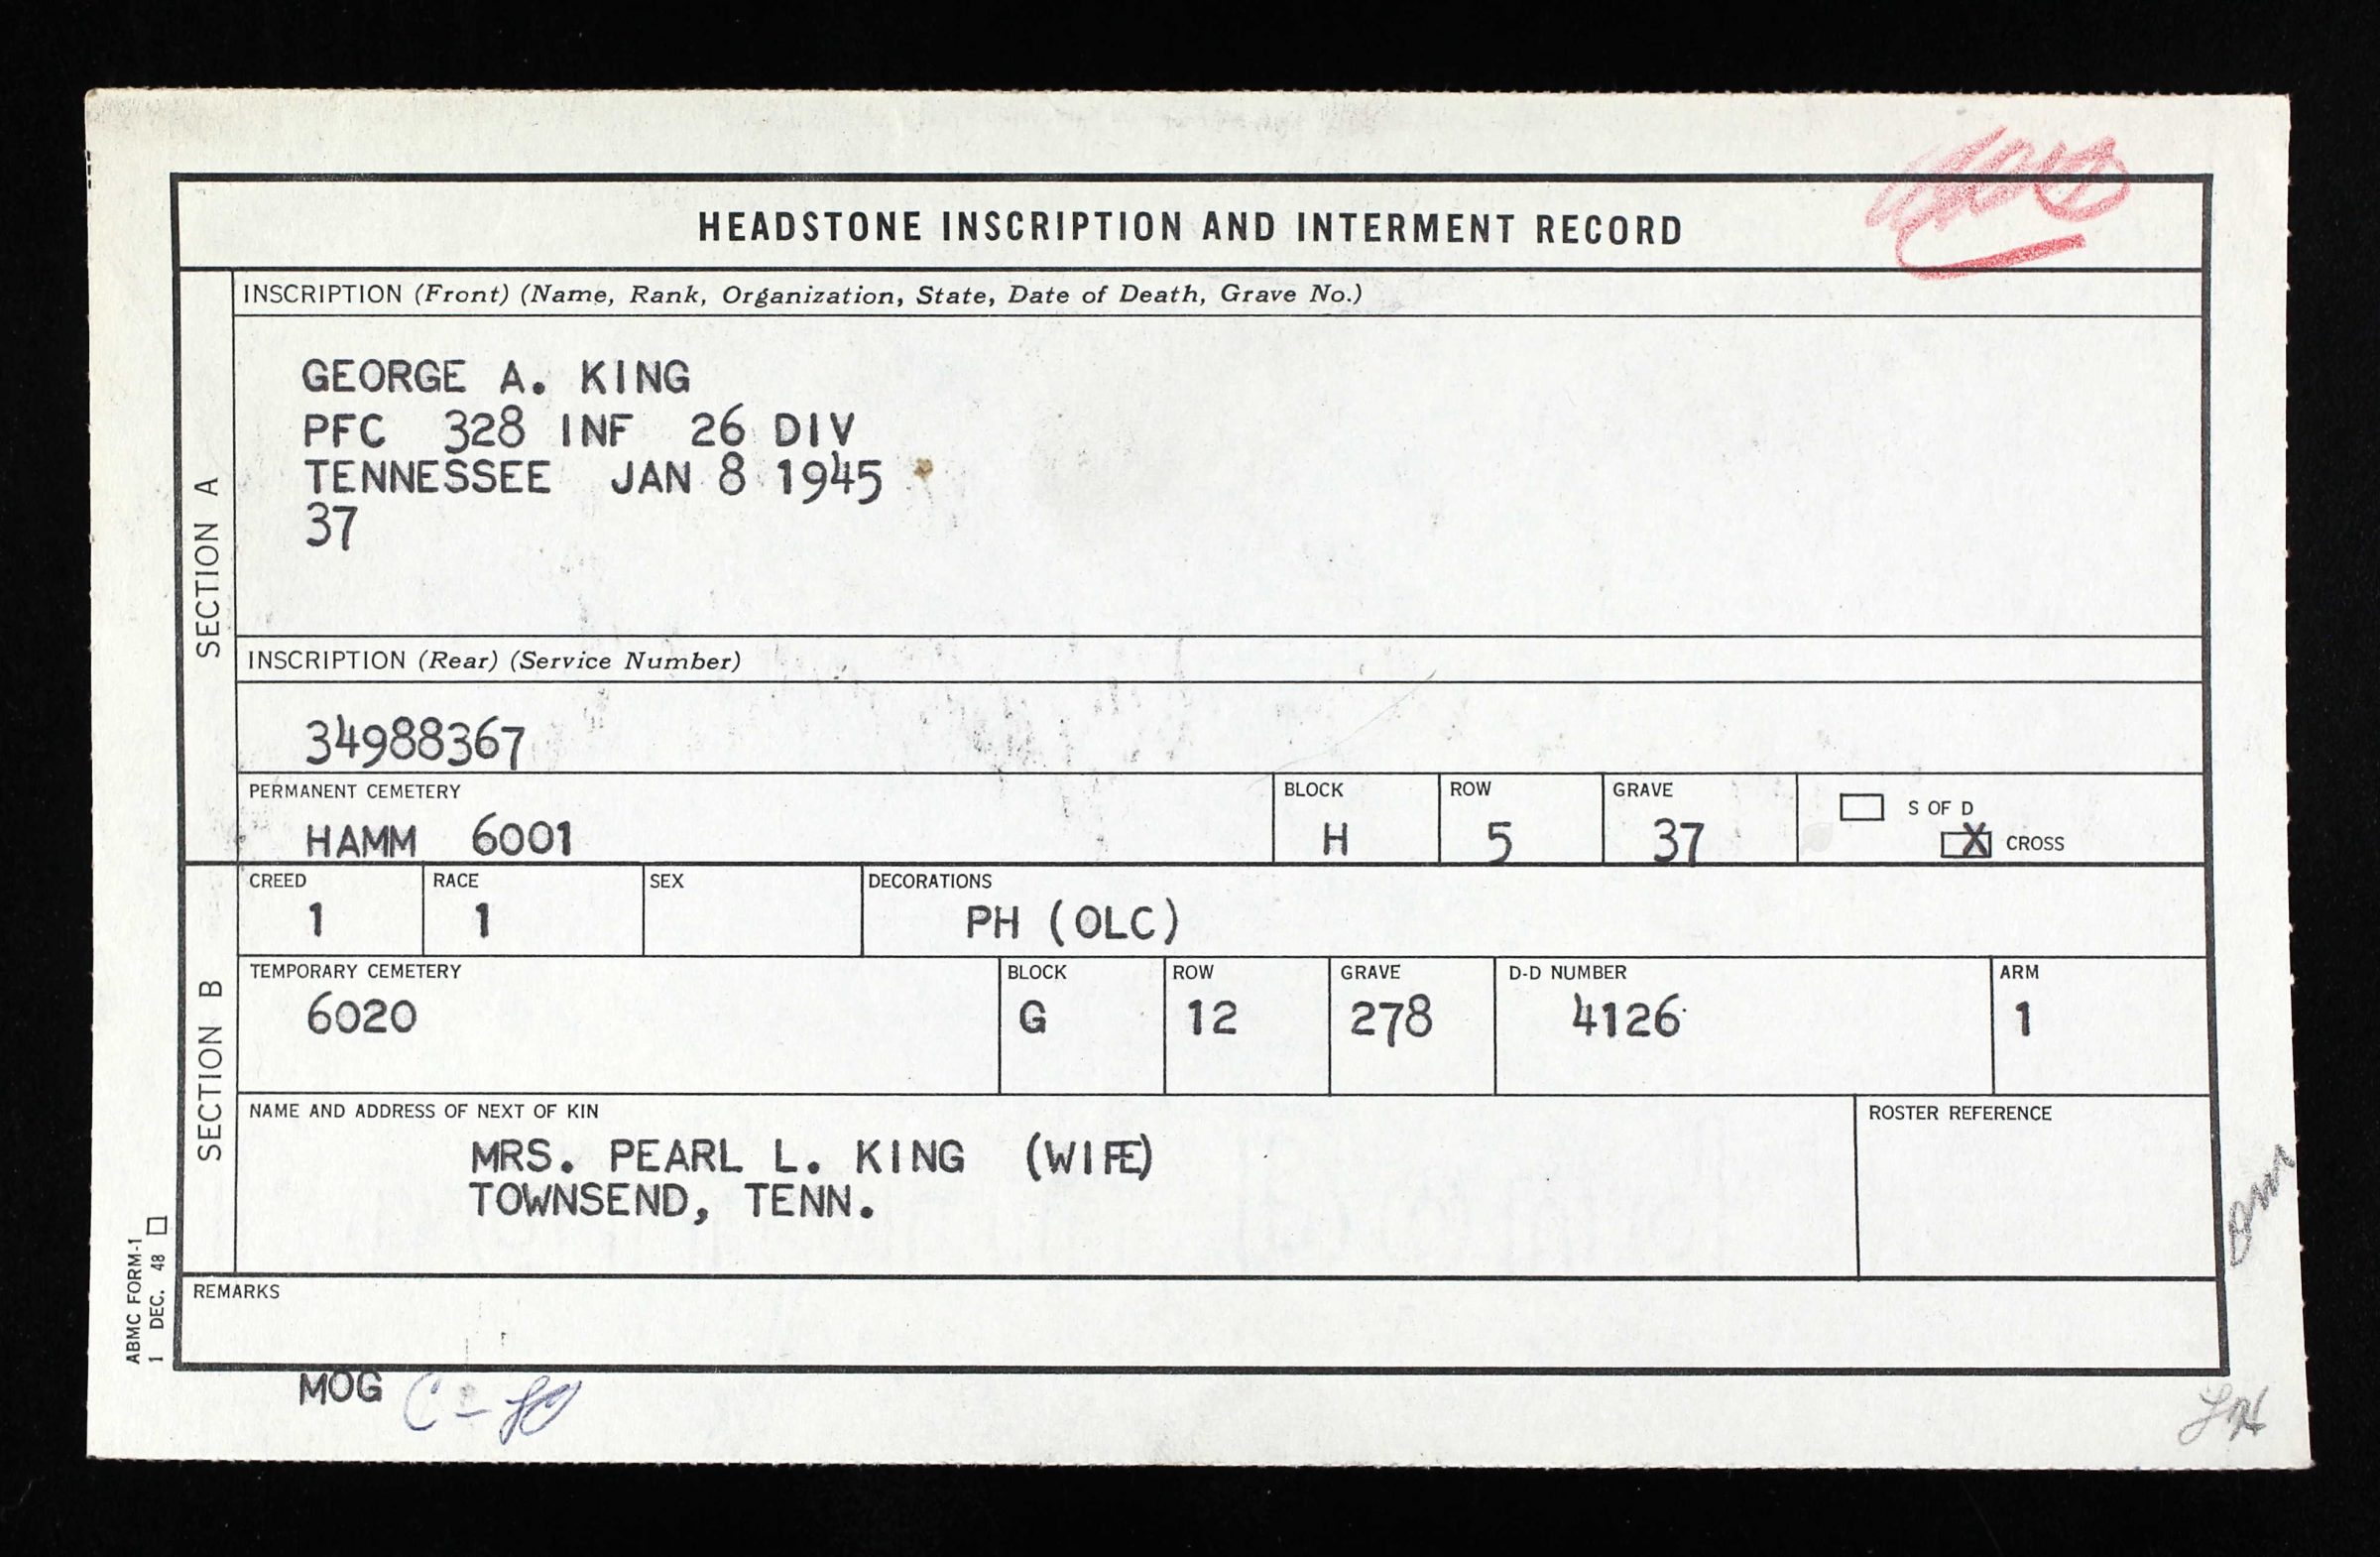 HEADSTONE INSCRIPTION AND INTERMENT RECORD
SECTION A
INSCRIPTION (Front) (Name, Rank, Organization, State, Date of Death, Grave No.)
GEORGE A. KING
PFC 328 INF 26 DIV
TENNESSEE JAN 8 1945
37
INSCRIPTION (Rear) (Service Number)
34988367
PERMANENT CEMETERY BLOCK ROW GRAVE S OF D
HAMM 6001 H 5 37 X CROSS
SECTION B
CREED RACE SEX DECORATIONS
1 1 PH (OLC)
TEMPORARY CEMETERY BLOCK ROW GRAVE D-D NUMBER ARM
6020 G 12 278 4126 1
NAME AND ADDRESS OF NEXT OF KIN ROSTER REFERENCE
MRS. PEARL L. KING (WIFE)
TOWNSEND, TENN.
REMARKS
ABMC FORM-1
1 DEC. 48
MOG